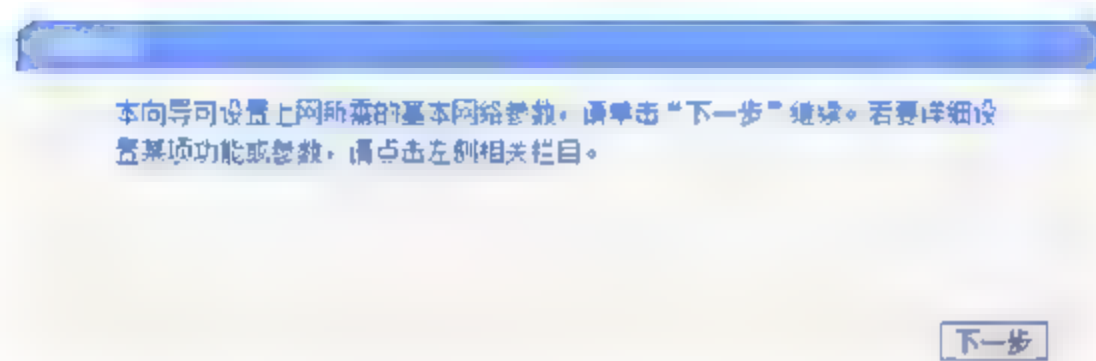 本向导可设置上网所需的基本网络参数，请单击“下一步”继续。若要详细设
置某项功能或参数，请点击左侧相关栏目。
下一步